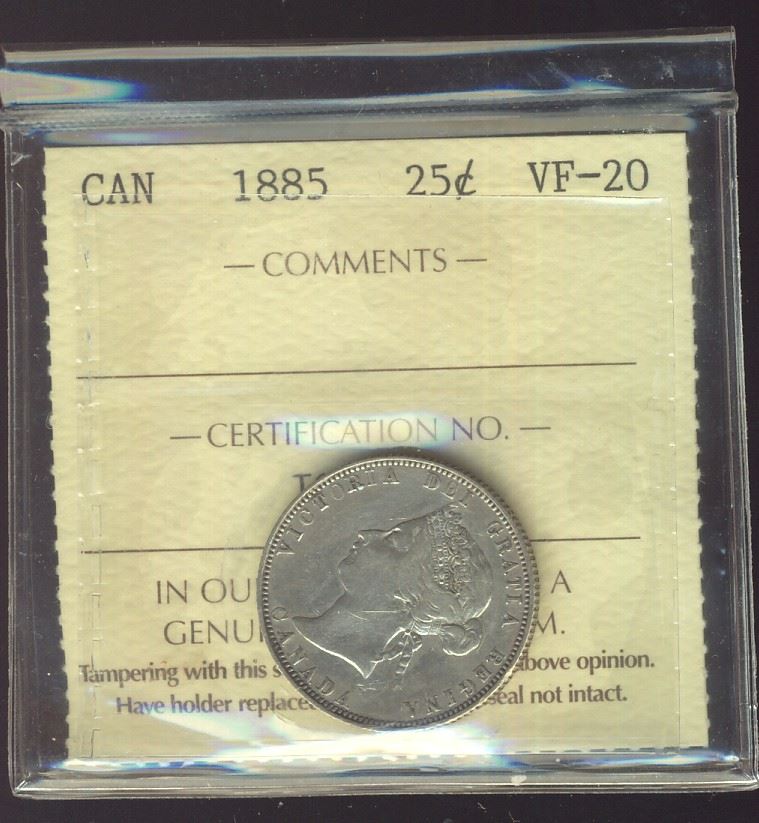 CAN 1885 25¢ VF-20
— COMMENTS —
— CERTIFICATION NO. —
IN OU A
GENUI M.
Tampering with this s above opinion.
Have holder replace seal not intact.
VICTORIA DEI GRATIA REGINA
CANADA